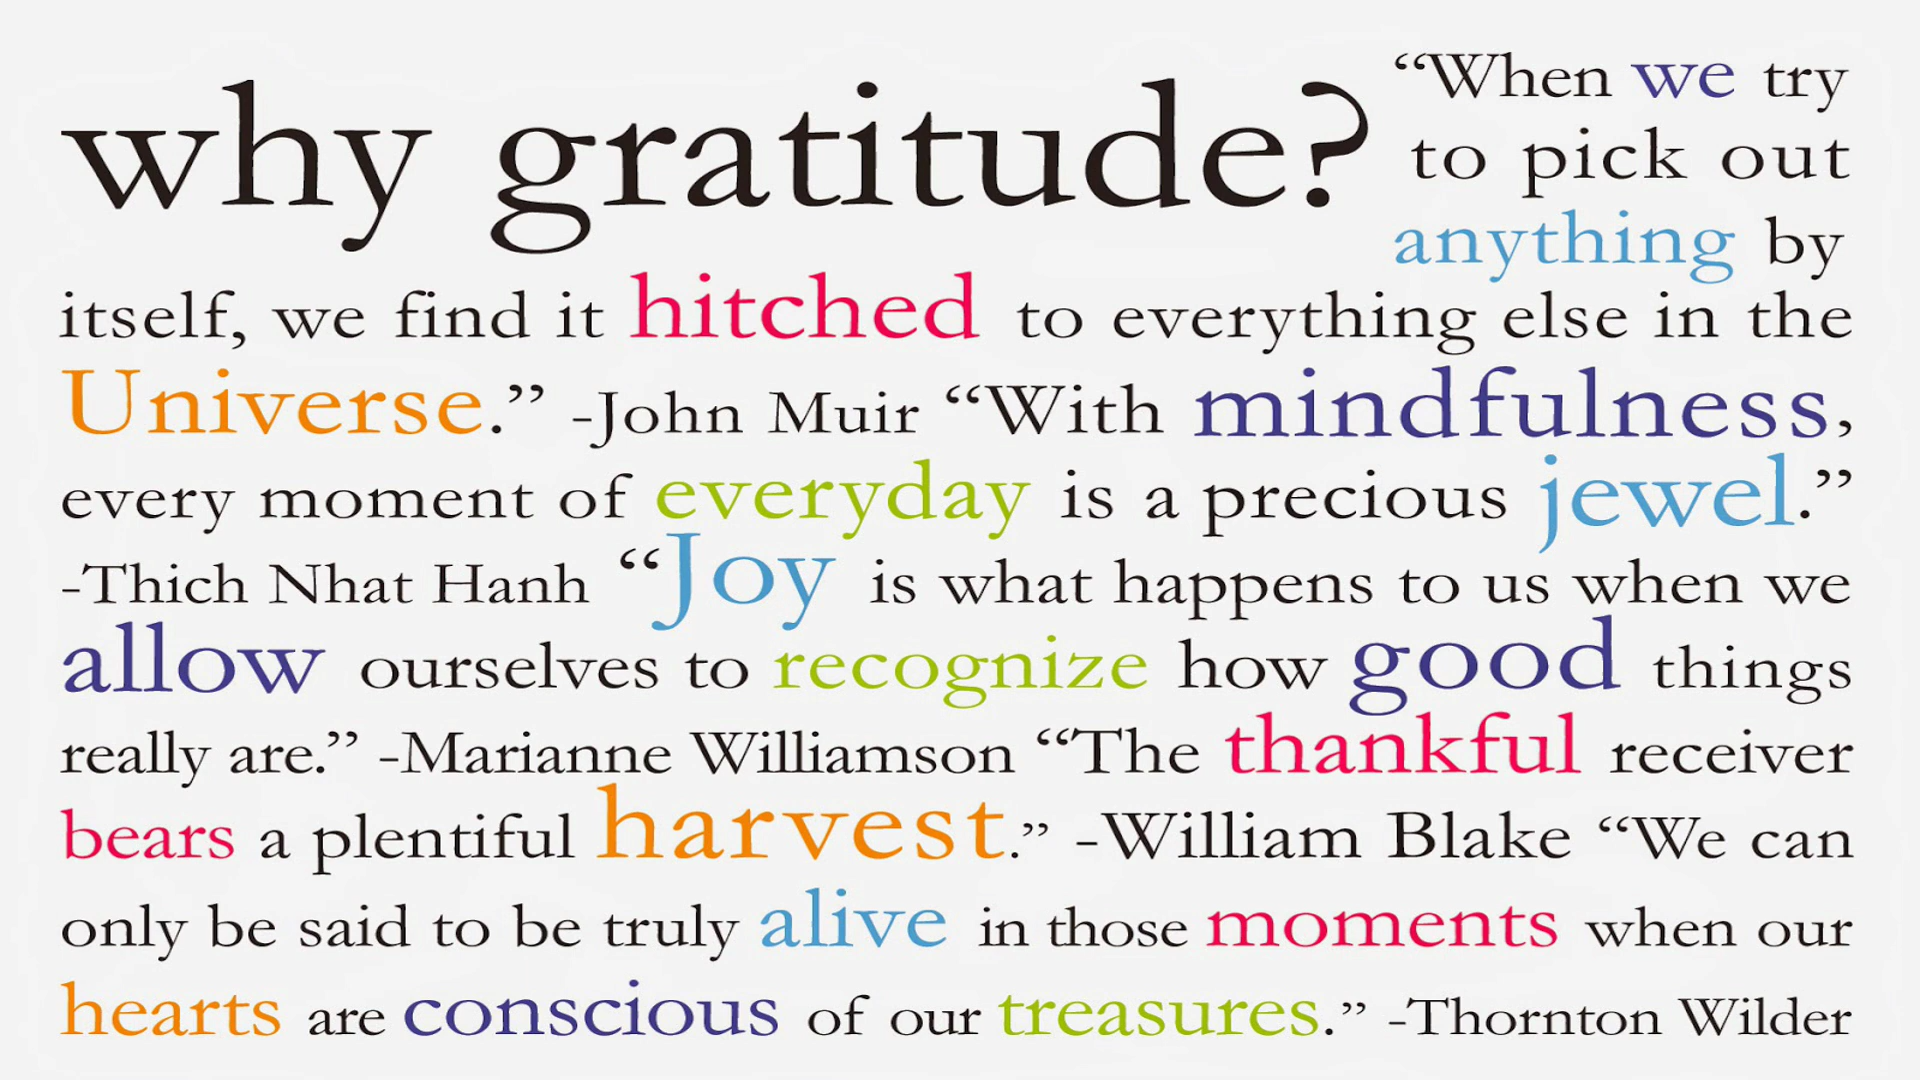 why gratitude?
“When we try
to pick out
anything by
itself, we find it hitched to everything else in the
Universe.” -John Muir “With mindfulness,
every moment of everyday is a precious jewel.”
-Thich Nhat Hanh “Joy is what happens to us when we
allow ourselves to recognize how good things
really are.” -Marianne Williamson “The thankful receiver
bears a plentiful harvest.” -William Blake “We can
only be said to be truly alive in those moments when our
hearts are conscious of our treasures.” -Thornton Wilder